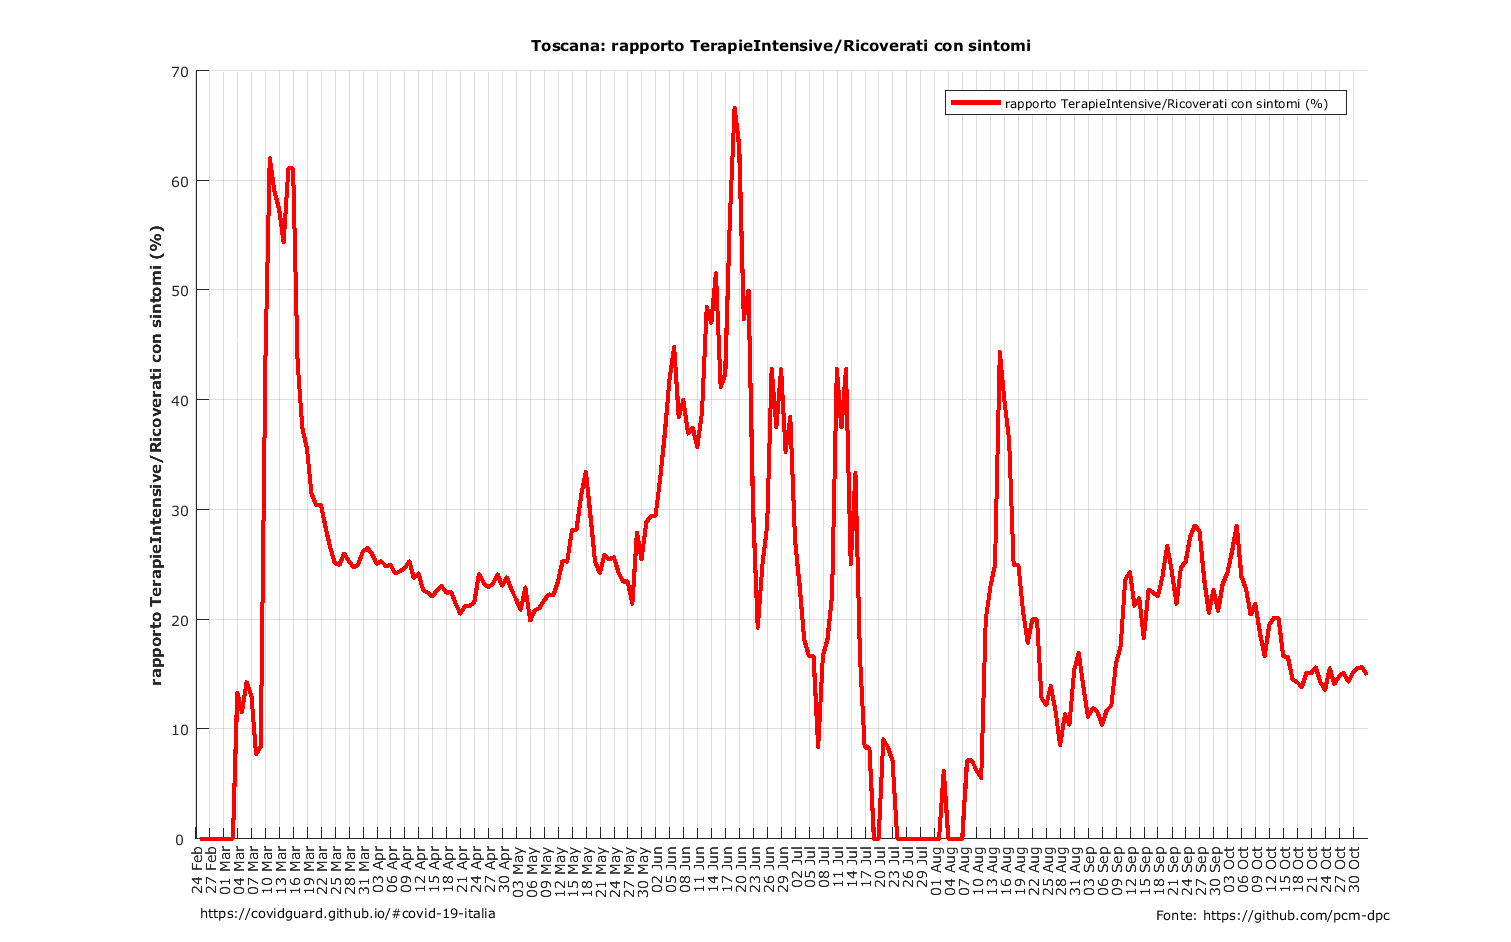 Toscana: rapporto TerapieIntensive/Ricoverati con sintomi
rapporto TerapieIntensive/Ricoverati con sintomi (%)
rapporto TerapieIntensive/Ricoverati con sintomi (%)
70
60
50
40
30
20
10
0
24 Feb
27 Feb
01 Mar
04 Mar
07 Mar
10 Mar
13 Mar
16 Mar
19 Mar
22 Mar
25 Mar
28 Mar
31 Mar
03 Apr
06 Apr
09 Apr
12 Apr
15 Apr
18 Apr
21 Apr
24 Apr
27 Apr
30 Apr
03 May
06 May
09 May
12 May
15 May
18 May
21 May
24 May
27 May
30 May
02 Jun
05 Jun
08 Jun
11 Jun
14 Jun
17 Jun
20 Jun
23 Jun
26 Jun
29 Jun
02 Jul
05 Jul
08 Jul
11 Jul
14 Jul
17 Jul
20 Jul
23 Jul
26 Jul
29 Jul
01 Aug
04 Aug
07 Aug
10 Aug
13 Aug
16 Aug
19 Aug
22 Aug
25 Aug
28 Aug
31 Aug
03 Sep
06 Sep
09 Sep
12 Sep
15 Sep
18 Sep
21 Sep
24 Sep
27 Sep
30 Sep
03 Oct
06 Oct
09 Oct
12 Oct
15 Oct
18 Oct
21 Oct
24 Oct
27 Oct
30 Oct
https://covidguard.github.io/#covid-19-italia
Fonte: https://github.com/pcm-dpc